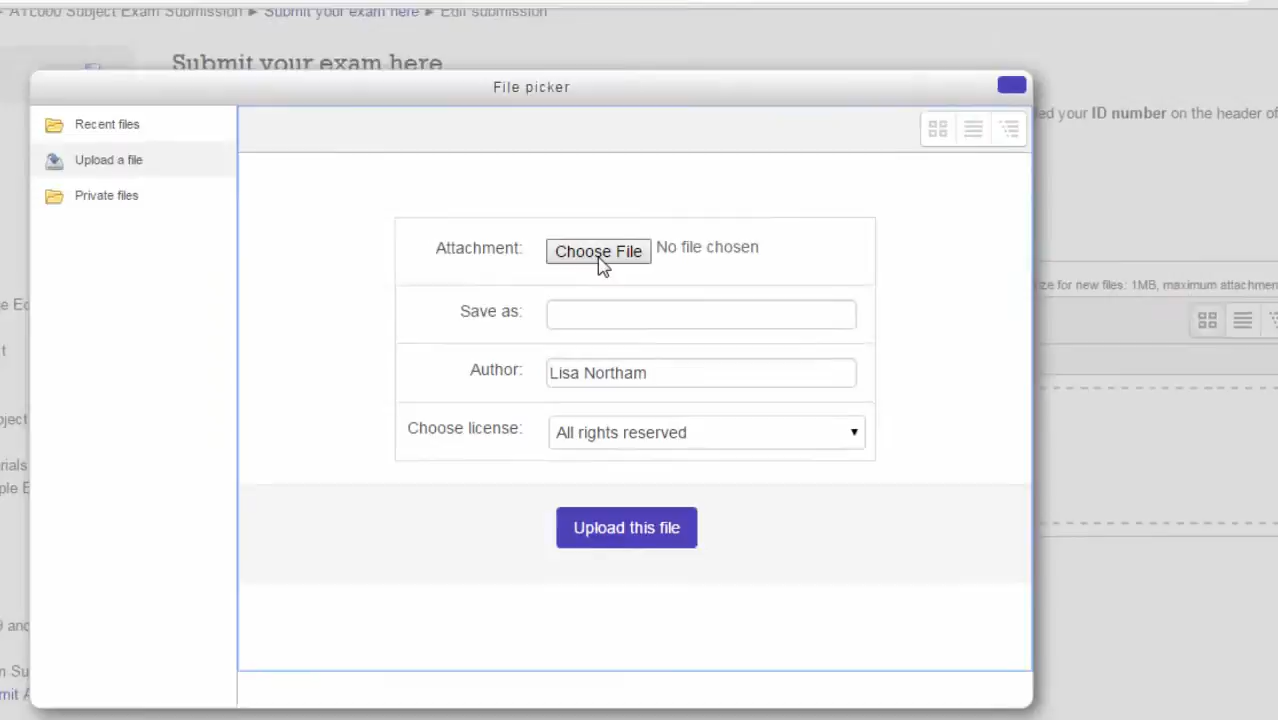 ATL000 Subject Exam Submission ► Submit your exam here ► Edit submission
Submit your exam here
File picker
Recent files
Upload a file
Private files
your ID number on the header of
Attachment: Choose File No file chosen
Save as:
for new files: 1MB, maximum attachmen
Author: Lisa Northam
Choose license: All rights reserved
Upload this file